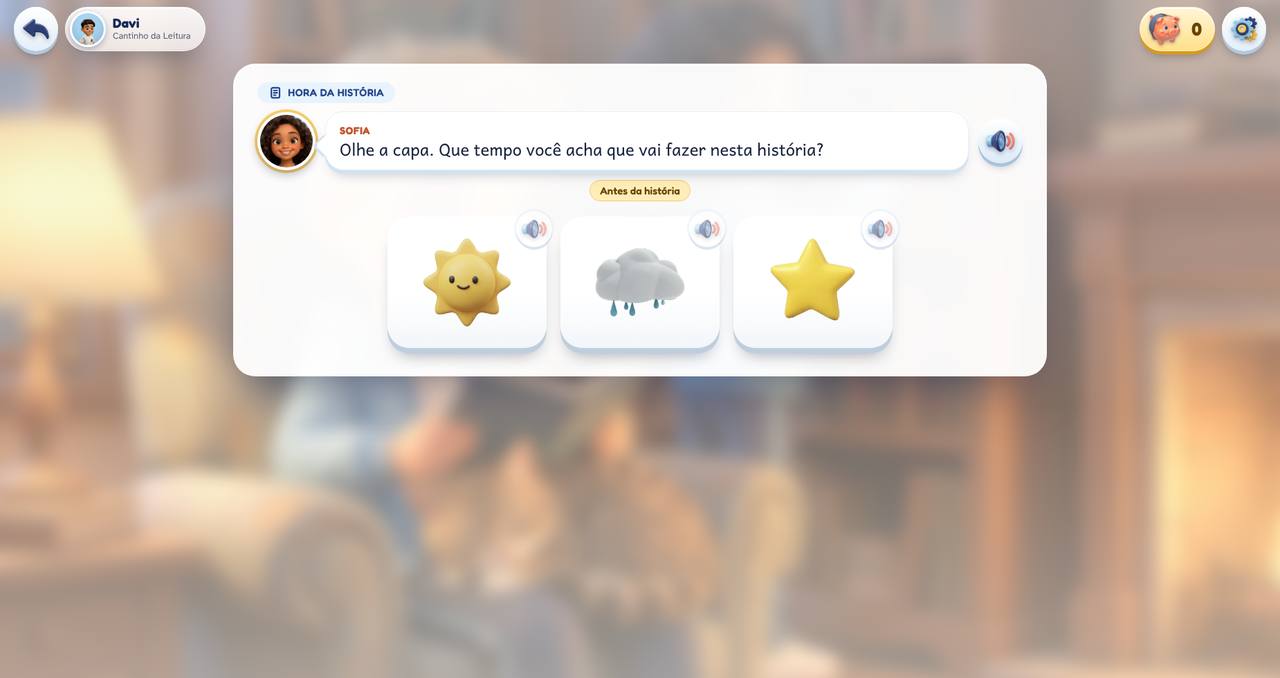 Davi
Cantinho da Leitura
0
HORA DA HISTÓRIA
SOFIA
Olhe a capa. Que tempo você acha que vai fazer nesta história?
Antes da história